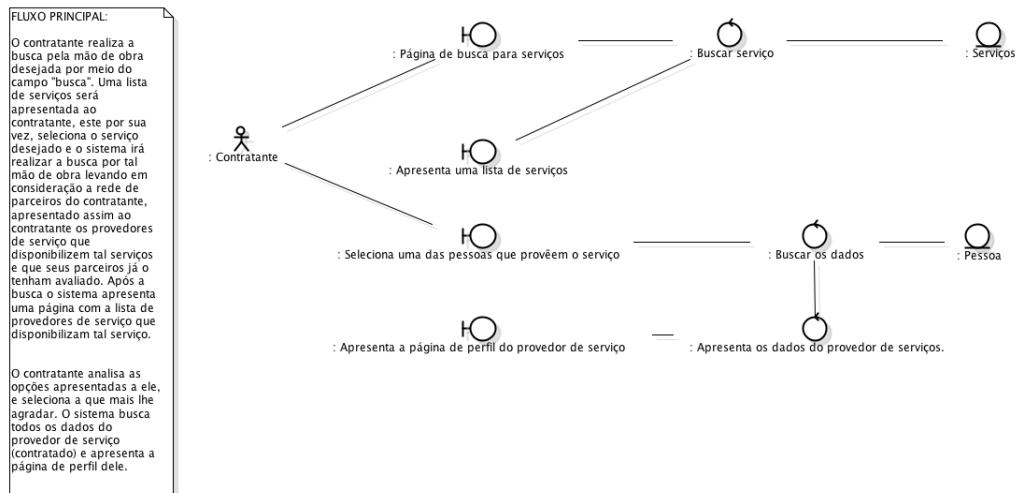 FLUXO PRINCIPAL:
O contratante realiza a
busca pela mão de obra
desejada por meio do
campo "busca". Uma lista
de serviços será
apresentada ao
contratante, este por sua
vez, seleciona o serviço
desejado e o sistema irá
realizar a busca por tal
mão de obra levando em
consideração a rede de
parceiros do contratante,
apresentado assim ao
contratante os provedores
de serviço que
disponibilizem tal serviços
e que seus parceiros já o
tenham avaliado. Após a
busca o sistema apresenta
uma página com a lista de
provedores de serviço que
disponibilizam tal serviço.
O contratante analisa as
opções apresentadas a ele,
e seleciona a que mais lhe
agradar. O sistema busca
todos os dados do
provedor de serviço
(contratado) e apresenta a
página de perfil dele.
: Contratante
: Página de busca para serviços
: Buscar serviço
: Serviços
: Apresenta uma lista de serviços
: Seleciona uma das pessoas que provêem o serviço
: Buscar os dados
: Pessoa
: Apresenta a página de perfil do provedor de serviço
: Apresenta os dados do provedor de serviços.